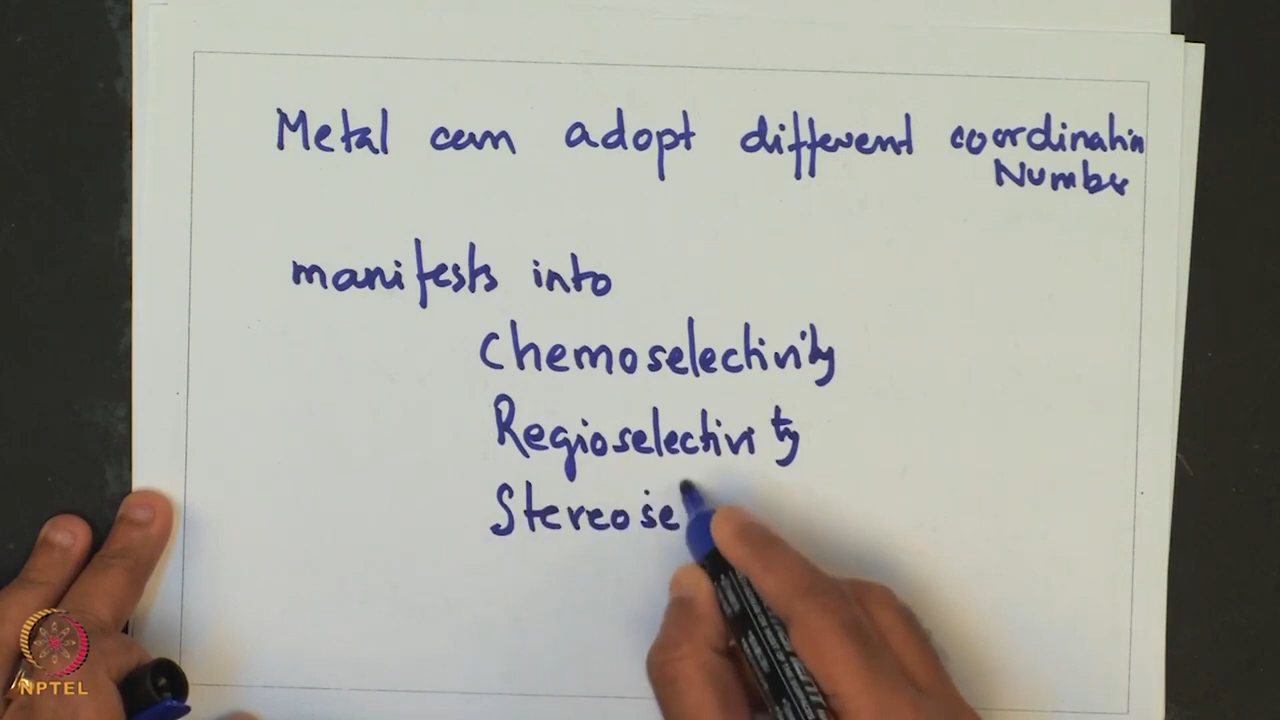 Metal can adopt different coordination
Number
manifests into
Chemoselectivity
Regioselectivity
Stereose
NPTEL